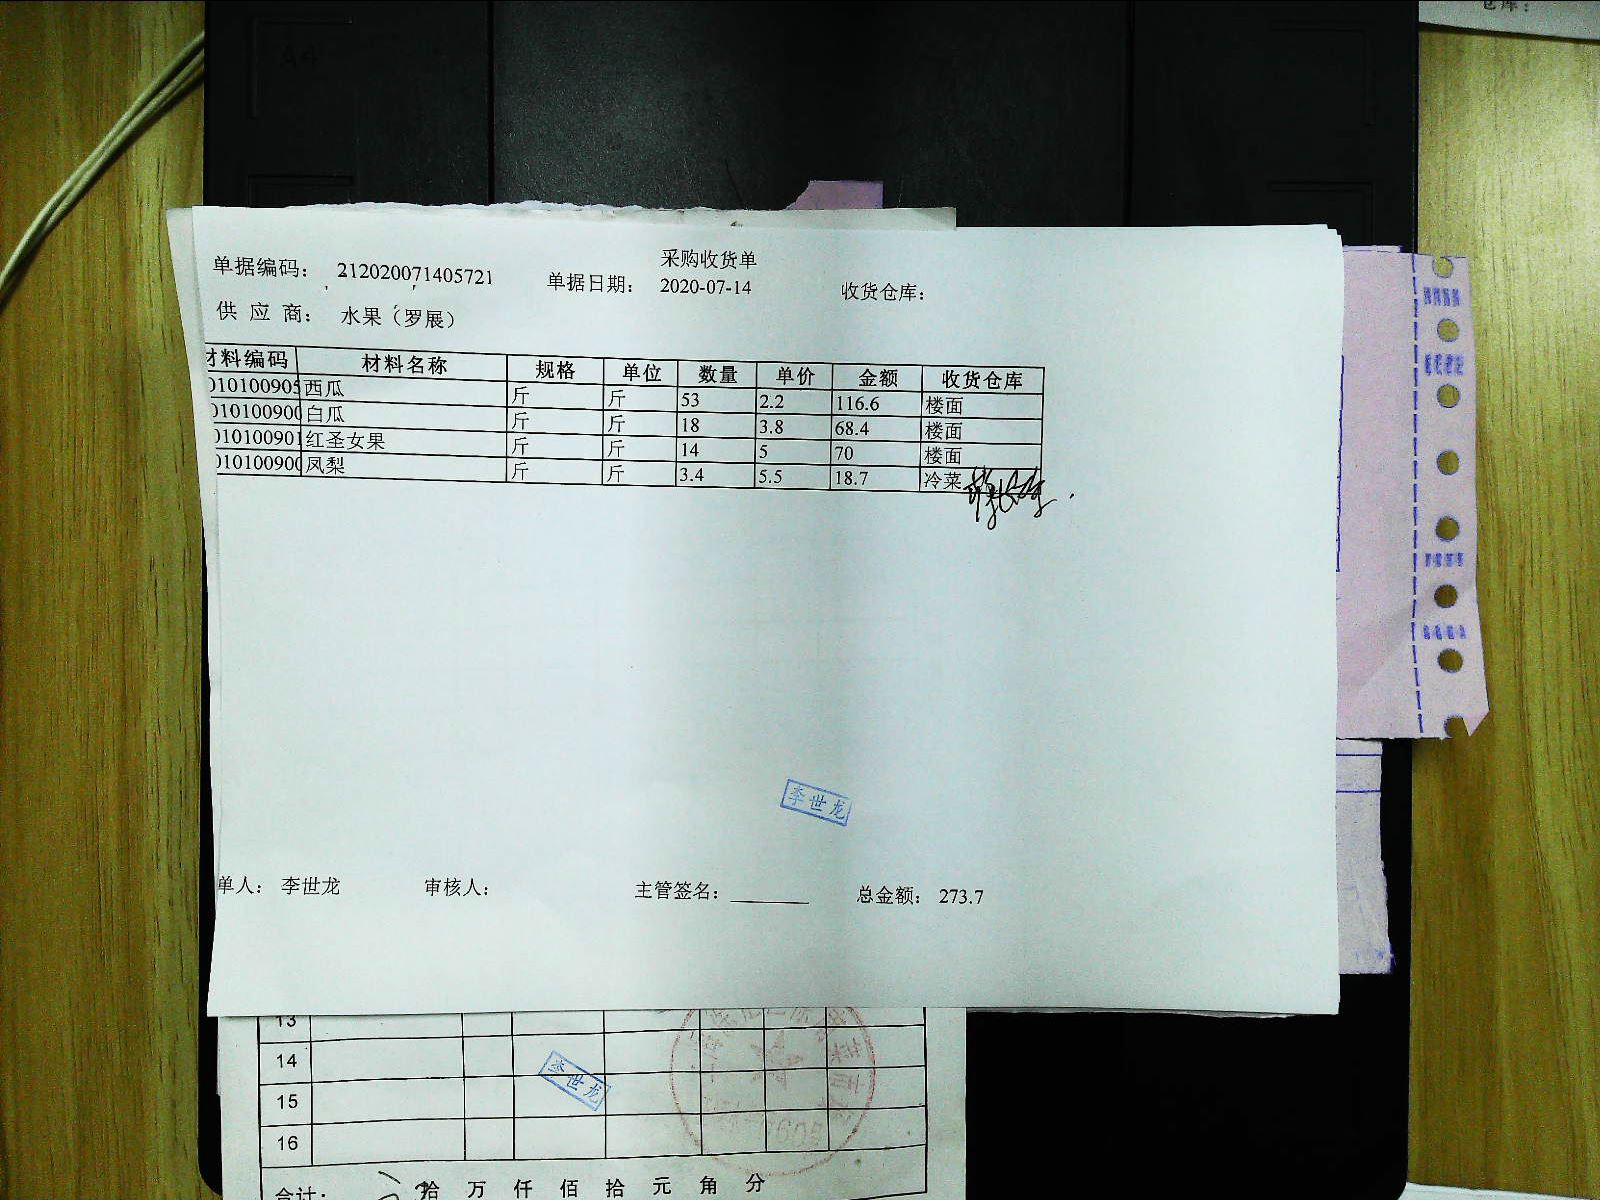 仓库：
采购收货单
单据编码： 212020071405721 单据日期： 2020-07-14 收货仓库：
供 应 商： 水果（罗展）
材料编码 材料名称 规格 单位 数量 单价 金额 收货仓库
010100905 西瓜 斤 斤 53 2.2 116.6 楼面
010100900 白瓜 斤 斤 18 3.8 68.4 楼面
010100901 红圣女果 斤 斤 14 5 70 楼面
010100900 凤梨 斤 斤 3.4 5.5 18.7 冷菜
李世龙
单人： 李世龙 审核人： 主管签名： 总金额： 273.7
13
14
李世龙
15
16
合计： 拾 万 仟 佰 拾 元 角 分